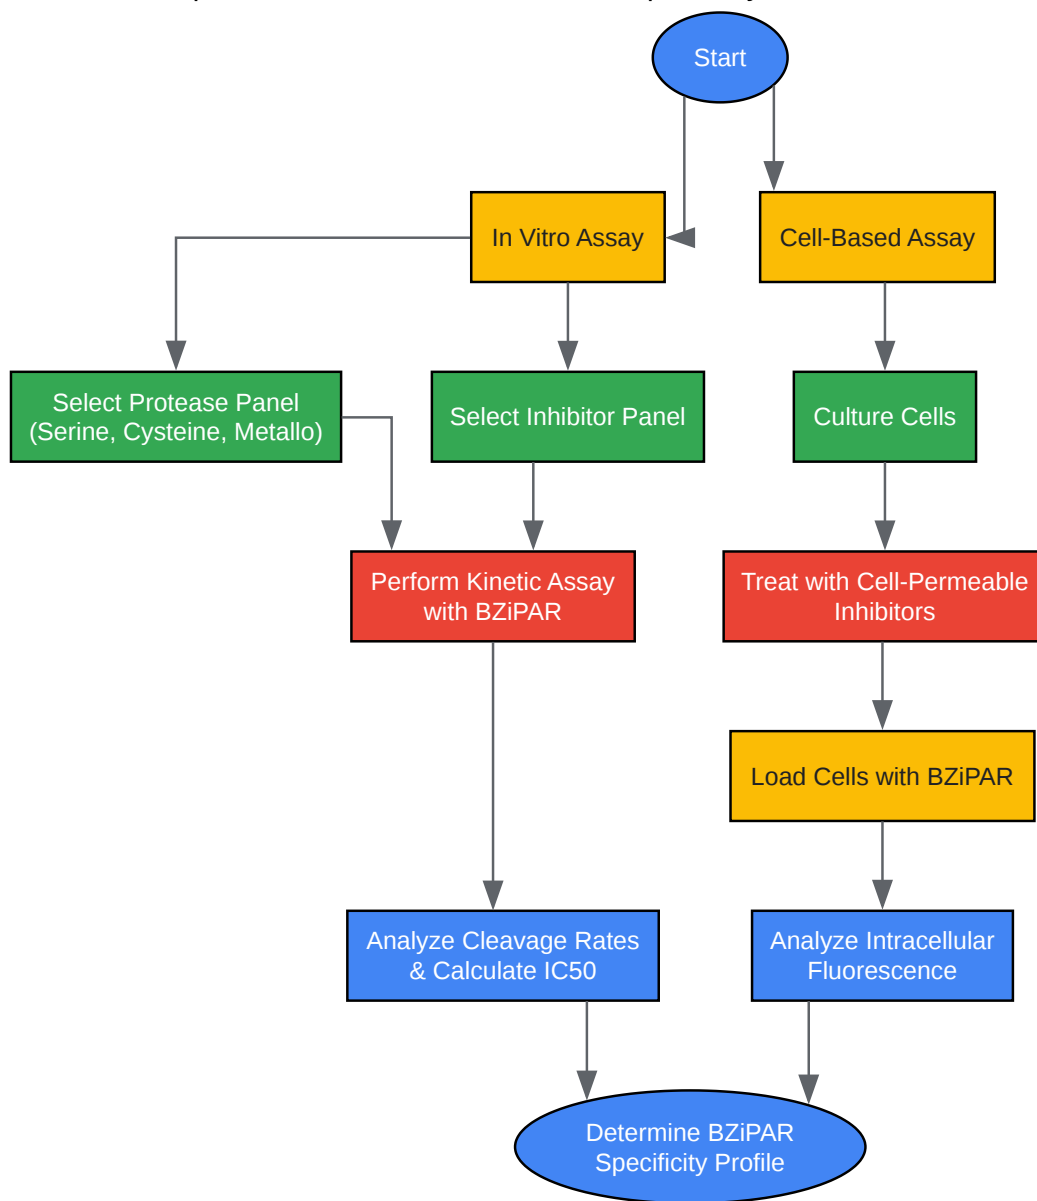 Start
In Vitro Assay
Cell-Based Assay
Select Protease Panel
(Serine, Cysteine, Metallo)
Select Inhibitor Panel
Culture Cells
Perform Kinetic Assay
with BZiPAR
Treat with Cell-Permeable
Inhibitors
Load Cells with BZiPAR
Analyze Cleavage Rates
& Calculate IC50
Analyze Intracellular
Fluorescence
Determine BZiPAR
Specificity Profile